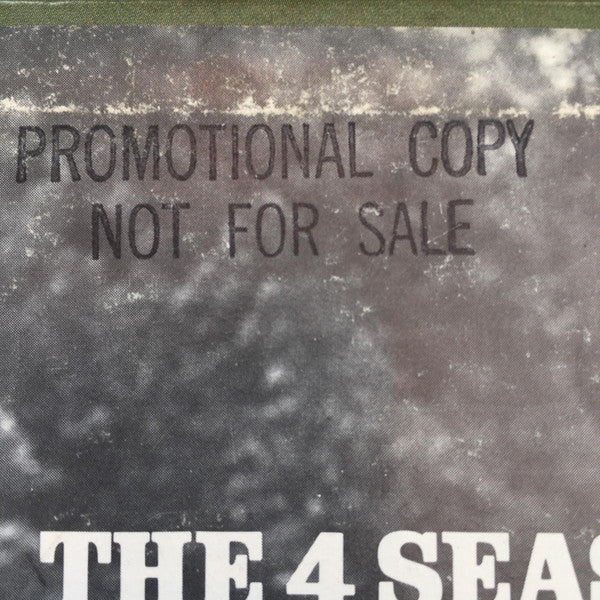 PROMOTIONAL COPY
NOT FOR SALE
THE 4 SEAS